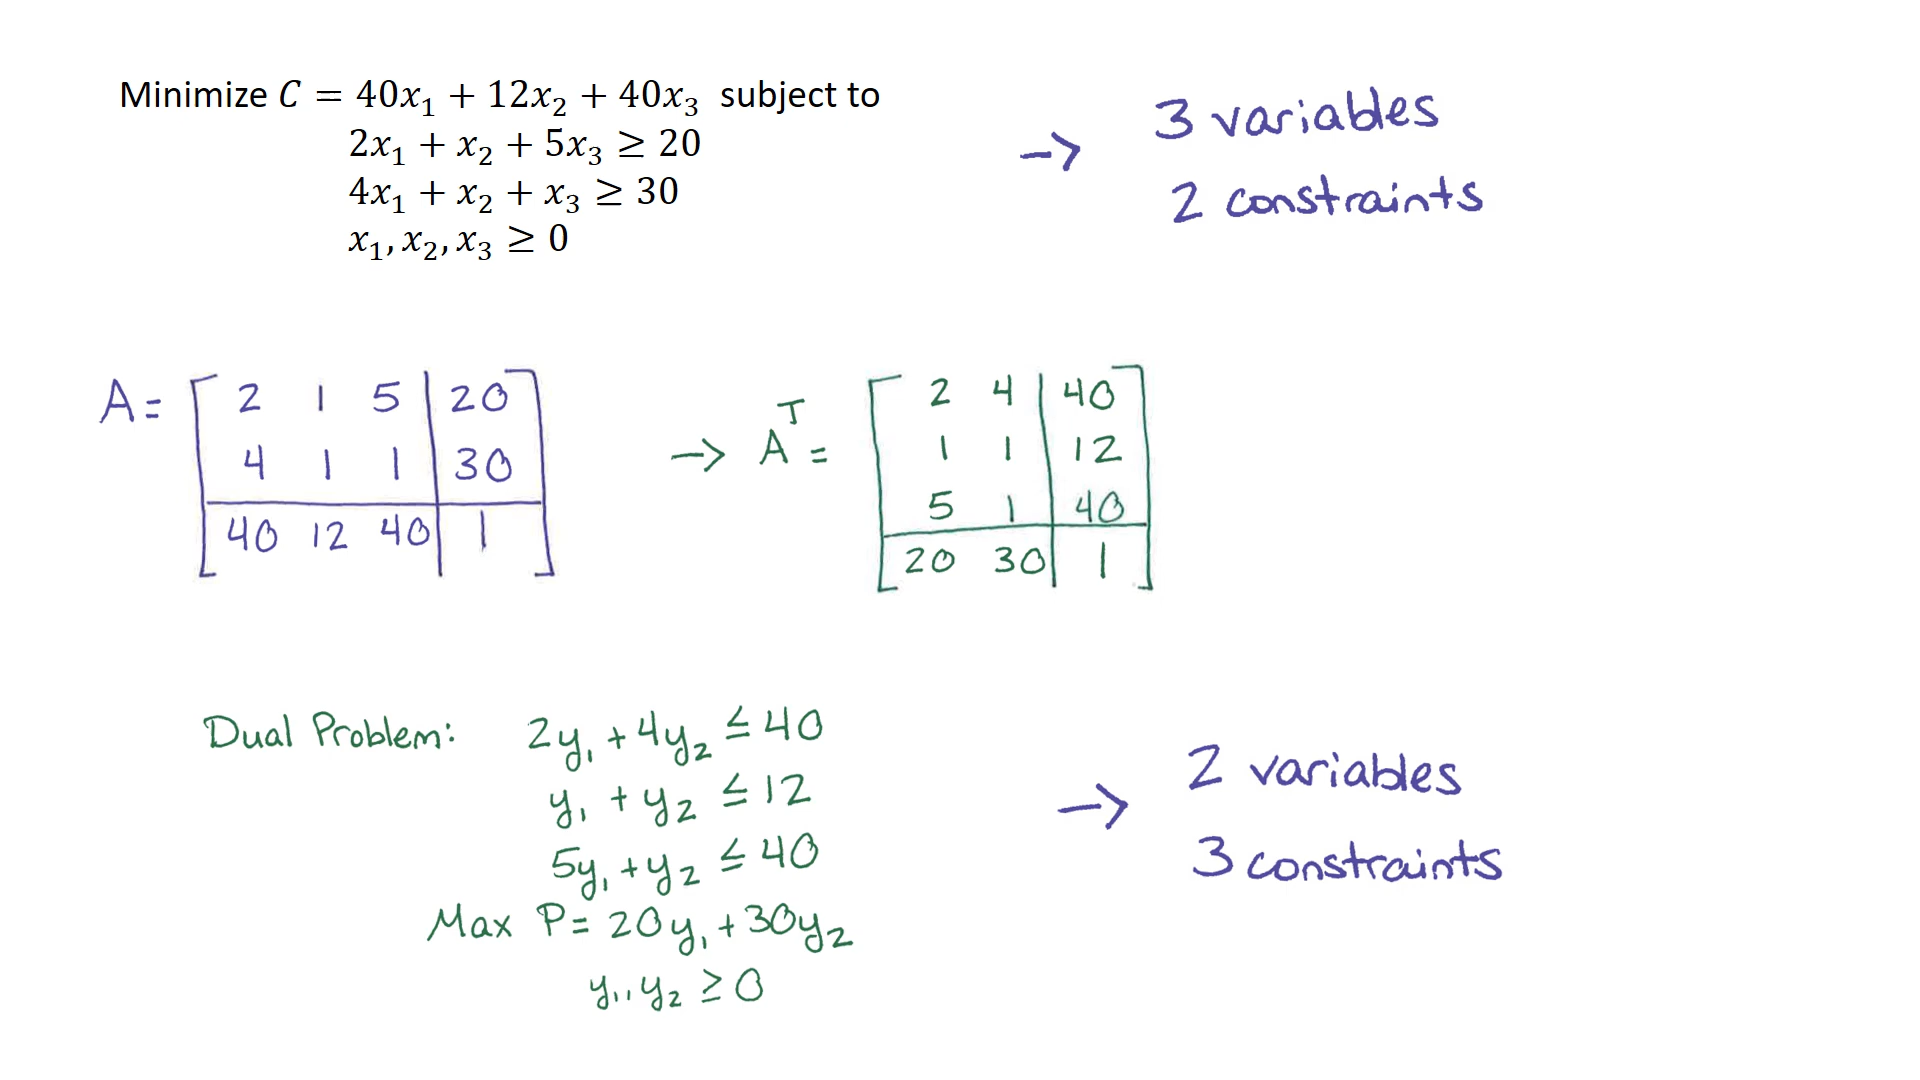 Minimize C = 40x₁ + 12x₂ + 40x₃ subject to
2x₁ + x₂ + 5x₃ ≥ 20
4x₁ + x₂ + x₃ ≥ 30
x₁, x₂, x₃ ≥ 0
→ 3 variables
2 constraints
A = [ 2 1 5 | 20
4 1 1 | 30
40 12 40 | 1 ]
→ Aᵀ = [ 2 4 | 40
1 1 | 12
5 1 | 40
20 30 | 1 ]
Dual Problem: 2y₁ + 4y₂ ≤ 40
y₁ + y₂ ≤ 12
5y₁ + y₂ ≤ 40
Max P = 20y₁ + 30y₂
y₁, y₂ ≥ 0
→ 2 variables
3 constraints